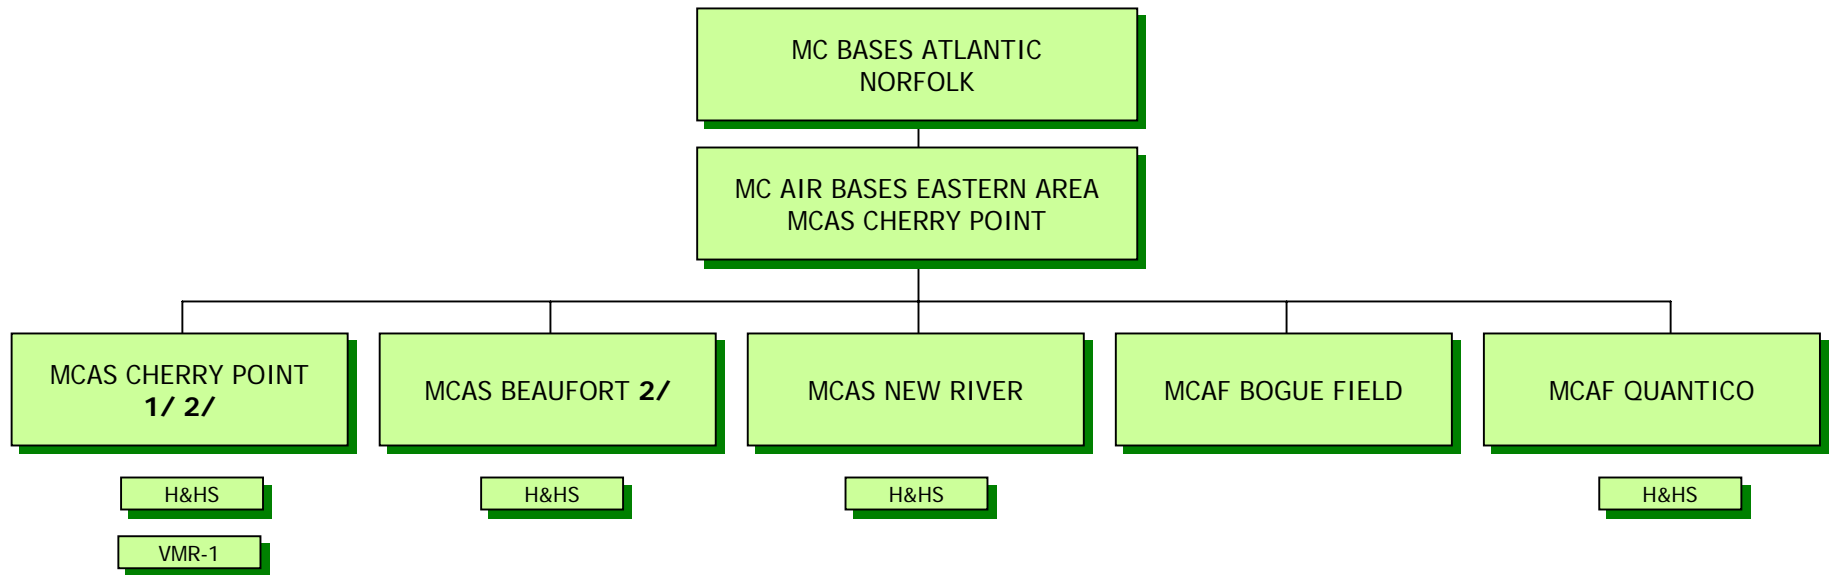 MC BASES ATLANTIC
NORFOLK
MC AIR BASES EASTERN AREA
MCAS CHERRY POINT
MCAS CHERRY POINT
1/ 2/
MCAS BEAUFORT 2/
MCAS NEW RIVER
MCAF BOGUE FIELD
MCAF QUANTICO
H&HS
H&HS
H&HS
H&HS
VMR-1